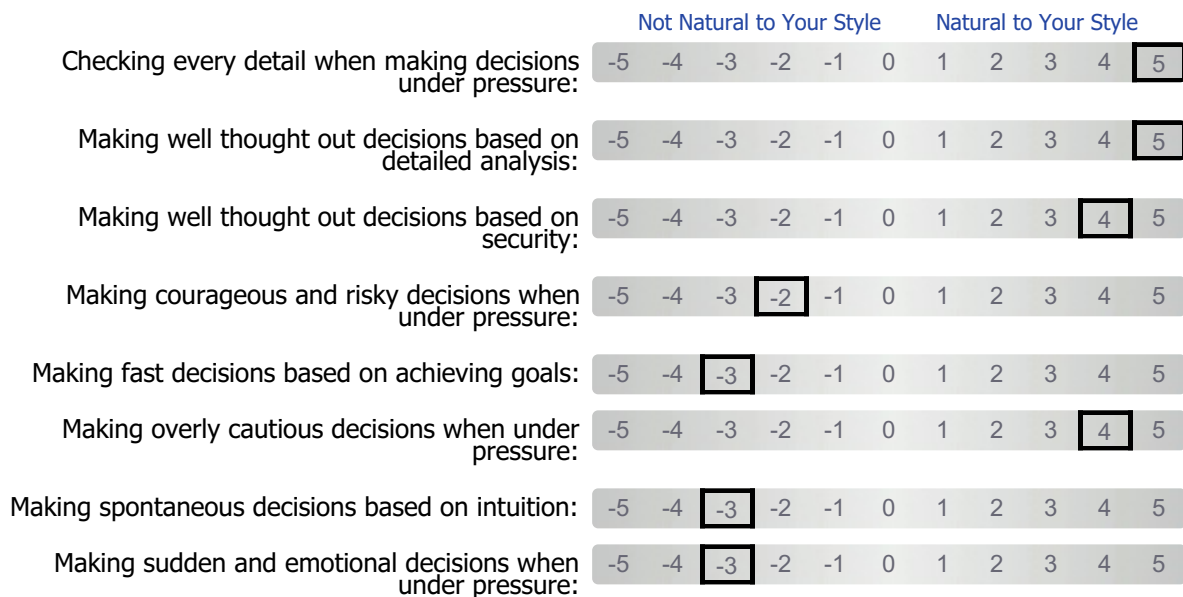 Not Natural to Your Style Natural to Your Style
Checking every detail when making decisions -5 -4 -3 -2 -1 0 1 2 3 4 5
under pressure:
Making well thought out decisions based on -5 -4 -3 -2 -1 0 1 2 3 4 5
detailed analysis:
Making well thought out decisions based on -5 -4 -3 -2 -1 0 1 2 3 4 5
security:
Making courageous and risky decisions when -5 -4 -3 -2 -1 0 1 2 3 4 5
under pressure:
Making fast decisions based on achieving goals: -5 -4 -3 -2 -1 0 1 2 3 4 5
Making overly cautious decisions when under -5 -4 -3 -2 -1 0 1 2 3 4 5
pressure:
Making spontaneous decisions based on intuition: -5 -4 -3 -2 -1 0 1 2 3 4 5
Making sudden and emotional decisions when -5 -4 -3 -2 -1 0 1 2 3 4 5
under pressure: